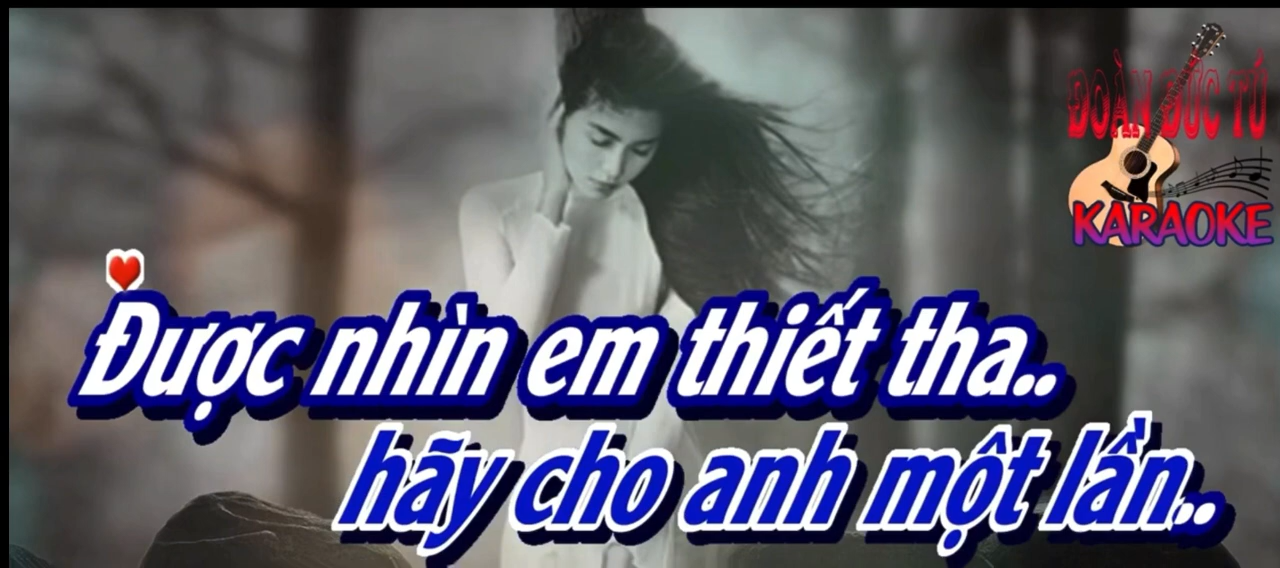 ĐOÀN ĐỨC TÚ
KARAOKE
Được nhìn em thiết tha..
hãy cho anh một lần..